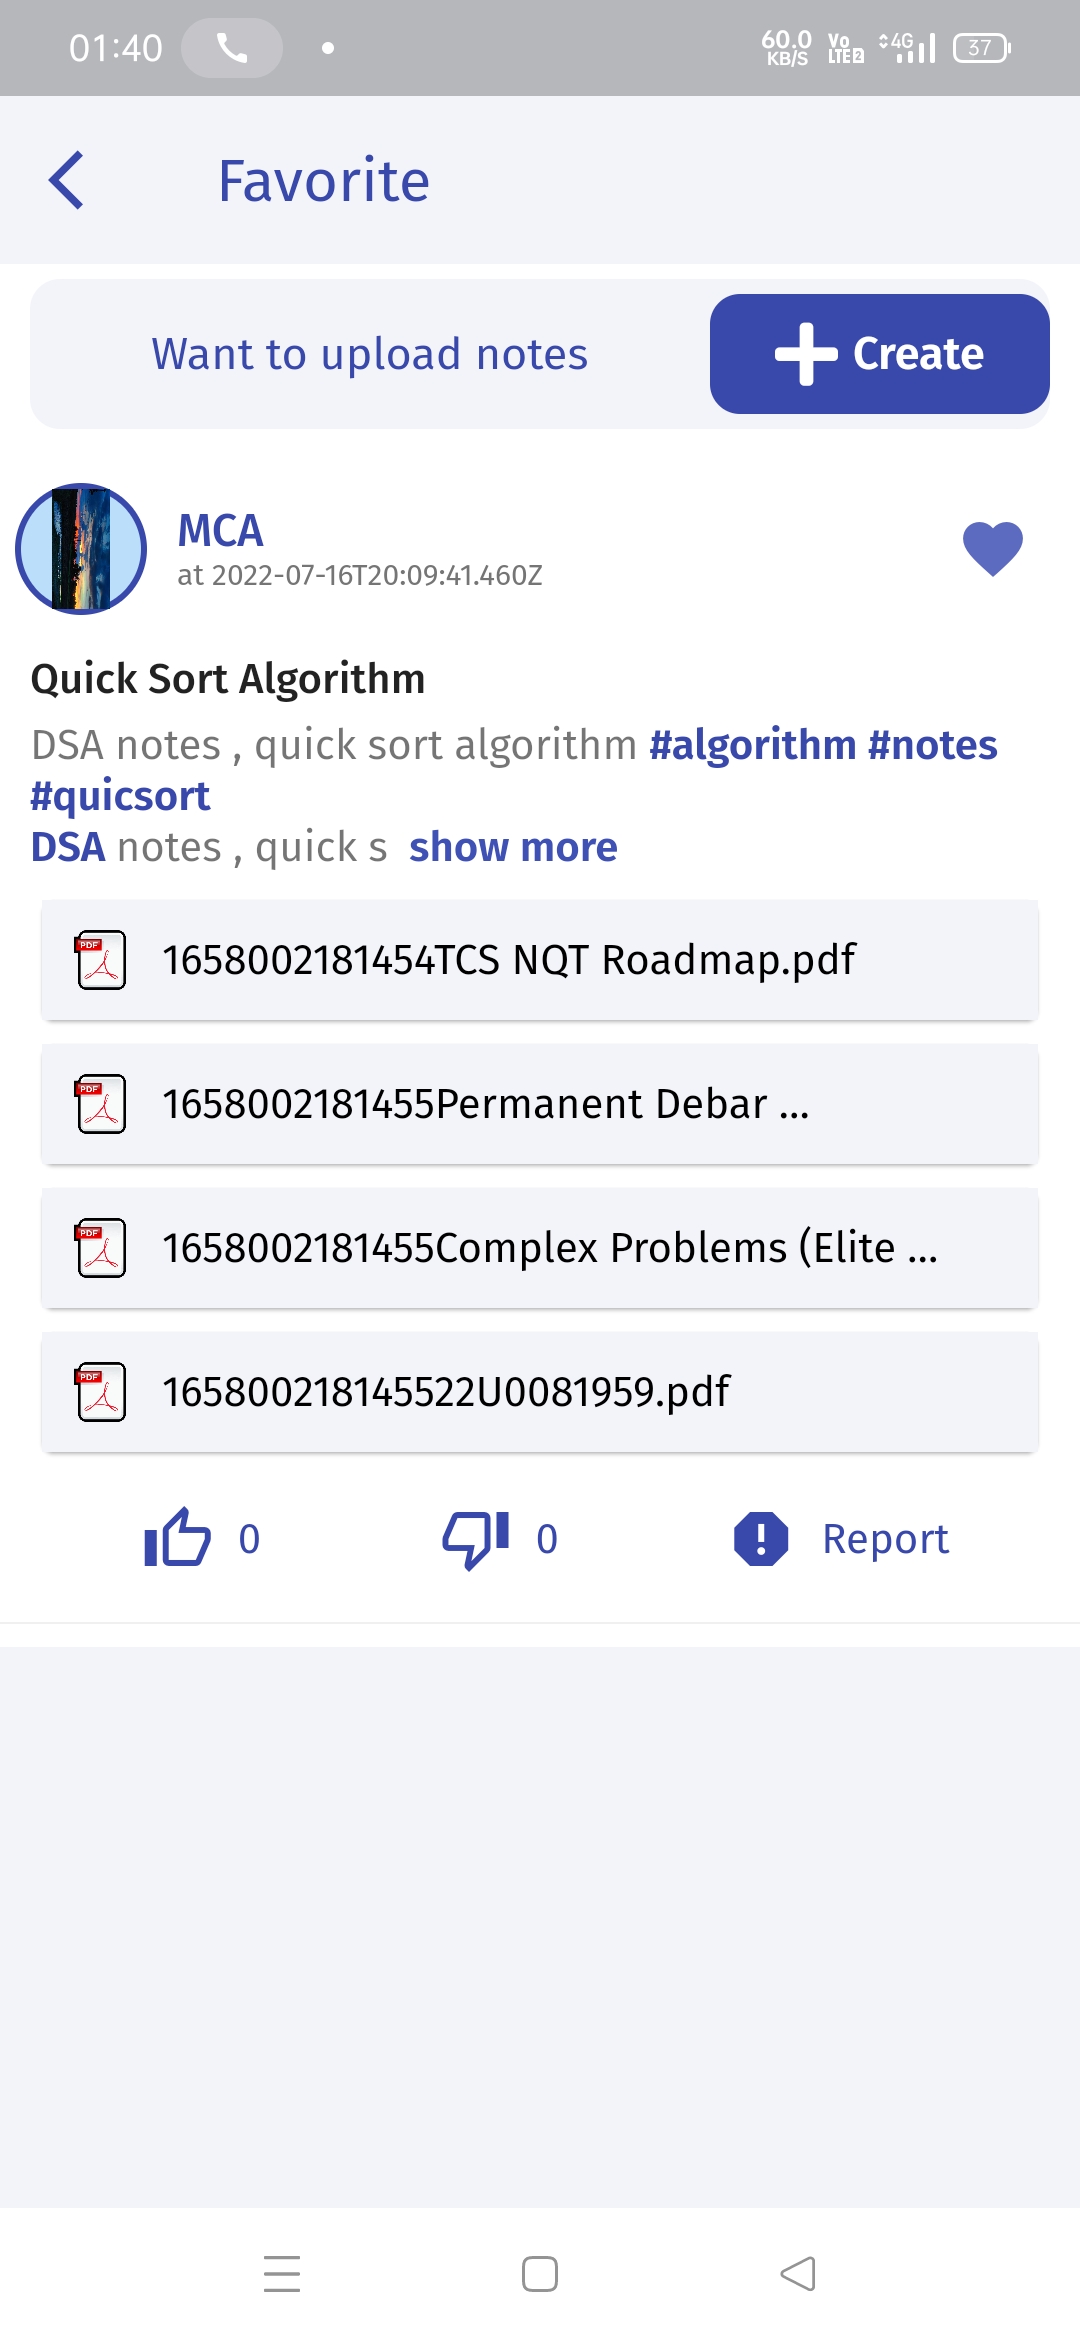 01:40
60.0
KB/S
Vo
LTE2
4G
37
Favorite
Want to upload notes
Create
MCA
at 2022-07-16T20:09:41.460Z
Quick Sort Algorithm
DSA notes , quick sort algorithm #algorithm #notes
#quicsort
DSA notes , quick s show more
PDF
1658002181454TCS NQT Roadmap.pdf
PDF
1658002181455Permanent Debar ...
PDF
1658002181455Complex Problems (Elite ...
PDF
165800218145522U0081959.pdf
0
0
Report